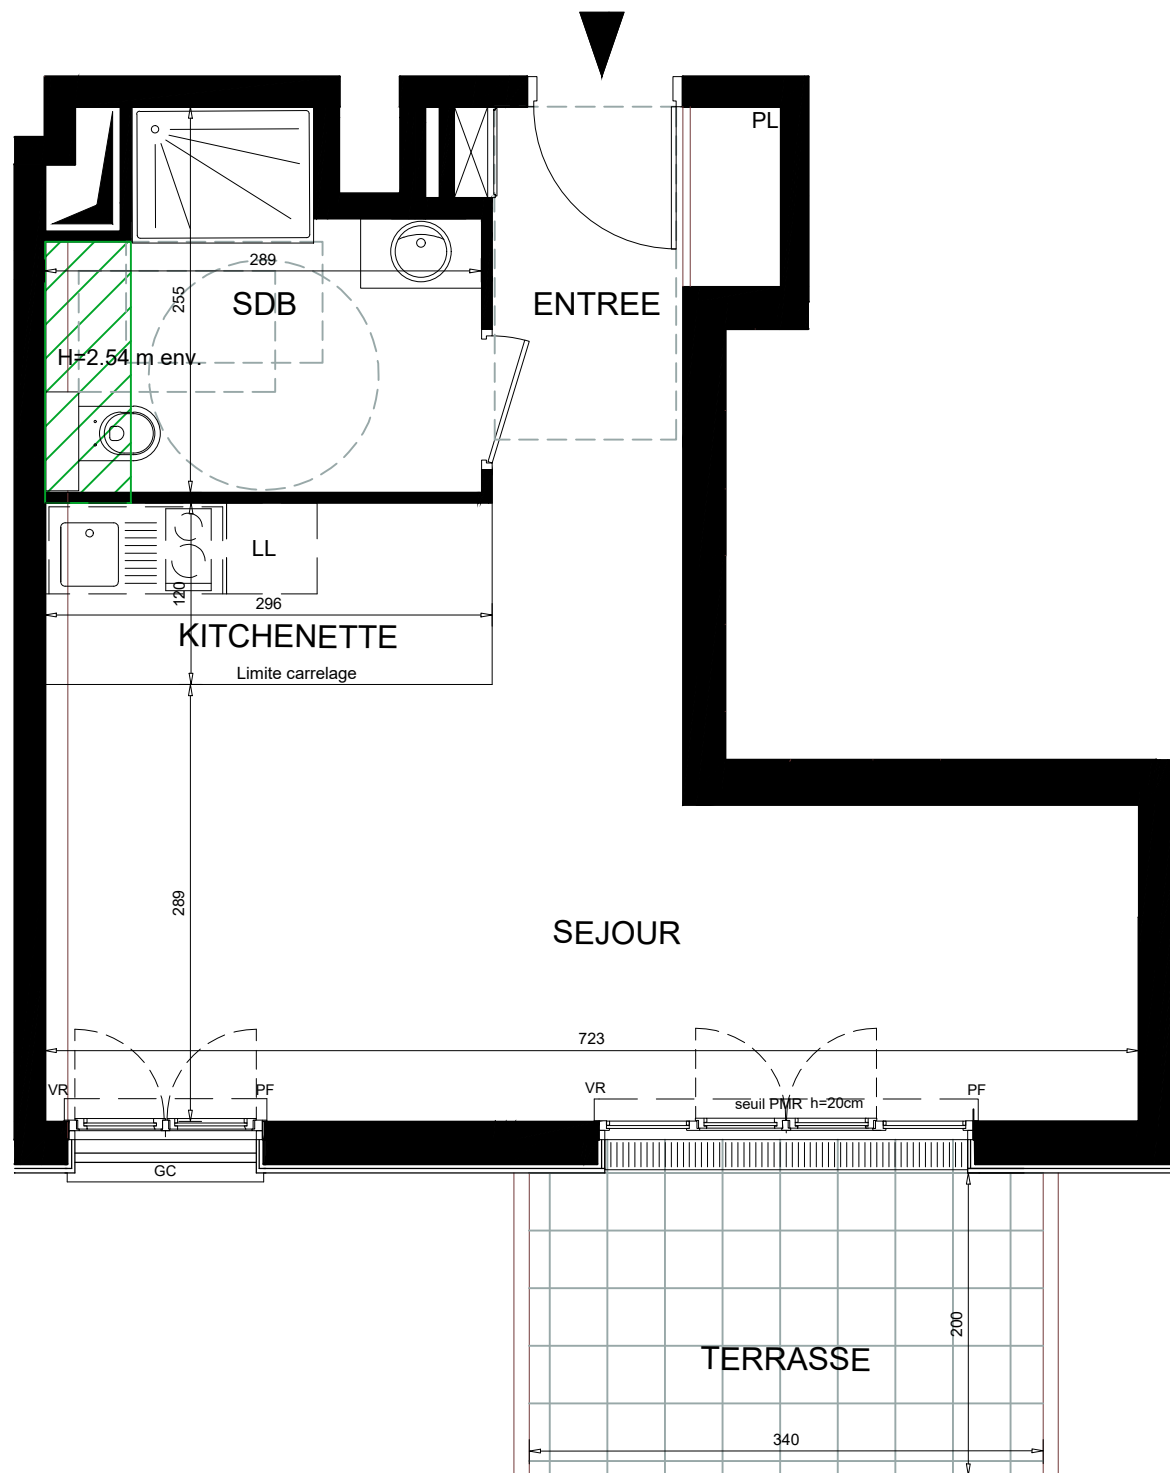 PL
289
255
SDB
ENTREE
H=2.54 m env.
LL
120
296
KITCHENETTE
Limite carrelage
289
SEJOUR
723
VR
PF
VR
seuil PMR h=20cm
PF
GC
200
TERRASSE
340